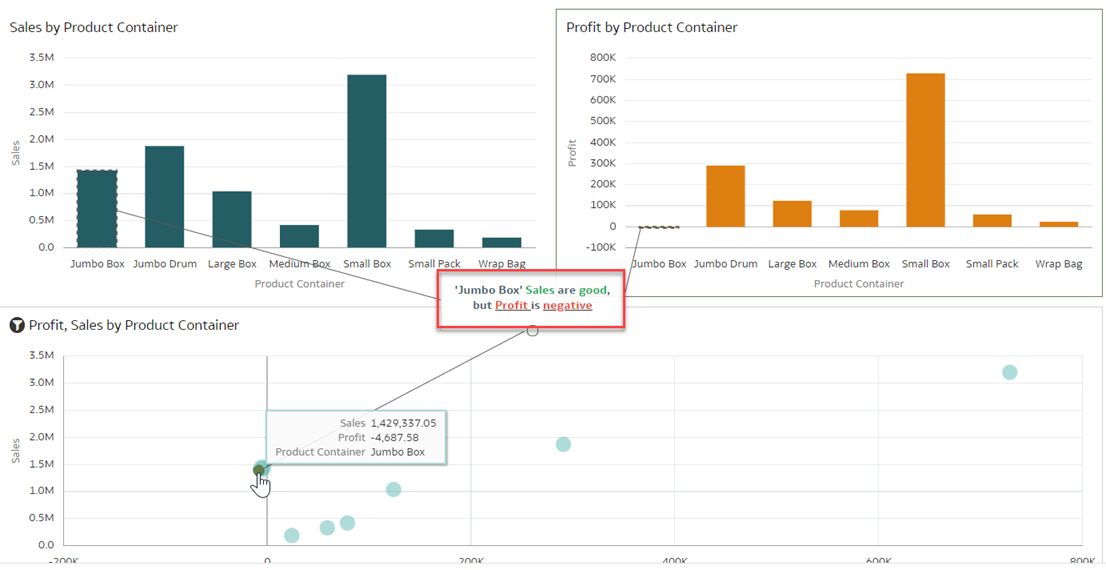 Sales by Product Container
3.5M
3.0M
2.5M
2.0M
1.5M
1.0M
0.5M
0.0
Sales
Jumbo Box Jumbo Drum Large Box Medium Box Small Box Small Pack Wrap Bag
Product Container
Profit by Product Container
800K
700K
600K
500K
400K
300K
200K
100K
0
-100K
Profit
Jumbo Box Jumbo Drum Large Box Medium Box Small Box Small Pack Wrap Bag
Product Container
'Jumbo Box' Sales are good,
but Profit is negative
Profit, Sales by Product Container
3.5M
3.0M
2.5M
2.0M
1.5M
1.0M
0.5M
0.0
Sales
Sales 1,429,337.05
Profit -4,687.58
Product Container Jumbo Box
-200K 0 200K 400K 600K 800K